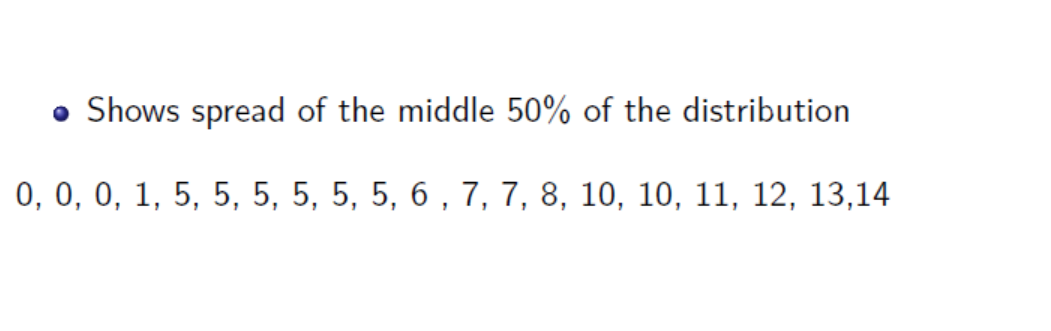 Shows spread of the middle 50% of the distribution
0, 0, 0, 1, 5, 5, 5, 5, 5, 5, 6 , 7, 7, 8, 10, 10, 11, 12, 13,14